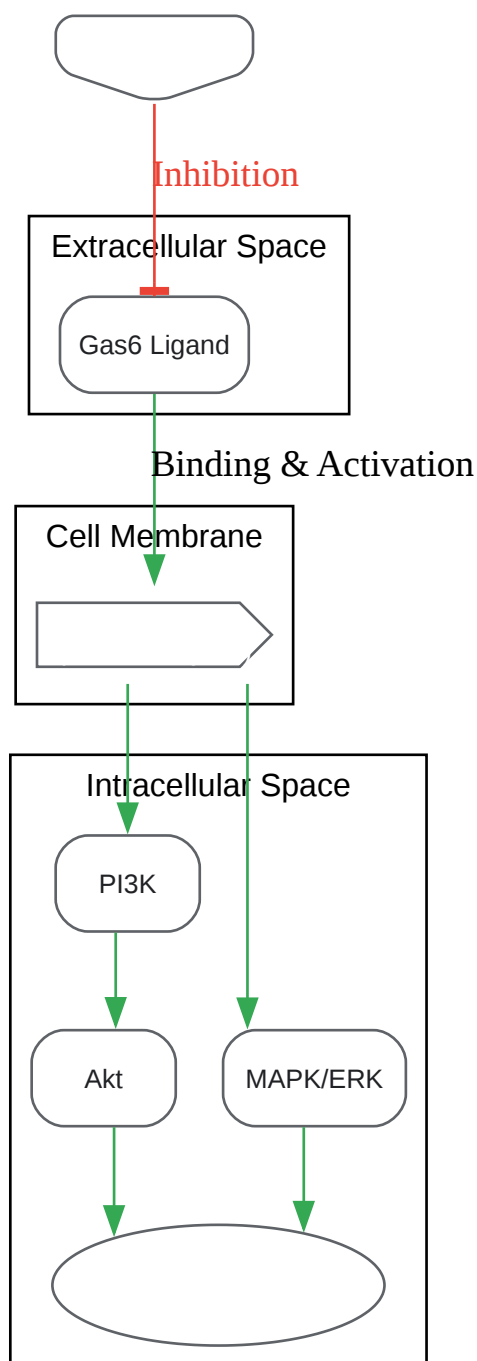 Inhibition
Extracellular Space
Gas6 Ligand
Binding & Activation
Cell Membrane
Intracellular Space
PI3K
Akt
MAPK/ERK